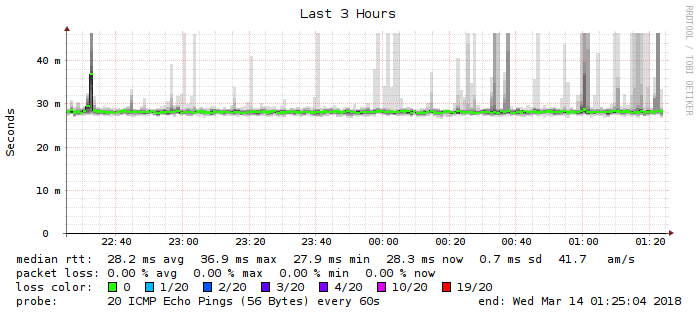 Last 3 Hours
RRDTOOL / TOBI OETIKER
Seconds
40 m
30 m
20 m
10 m
0
22:40 23:00 23:20 23:40 00:00 00:20 00:40 01:00 01:20
median rtt: 28.2 ms avg 36.9 ms max 27.9 ms min 28.3 ms now 0.7 ms sd 41.7 am/s
packet loss: 0.00 % avg 0.00 % max 0.00 % min 0.00 % now
loss color: 0 1/20 2/20 3/20 4/20 10/20 19/20
probe: 20 ICMP Echo Pings (56 Bytes) every 60s end: Wed Mar 14 01:25:04 2018